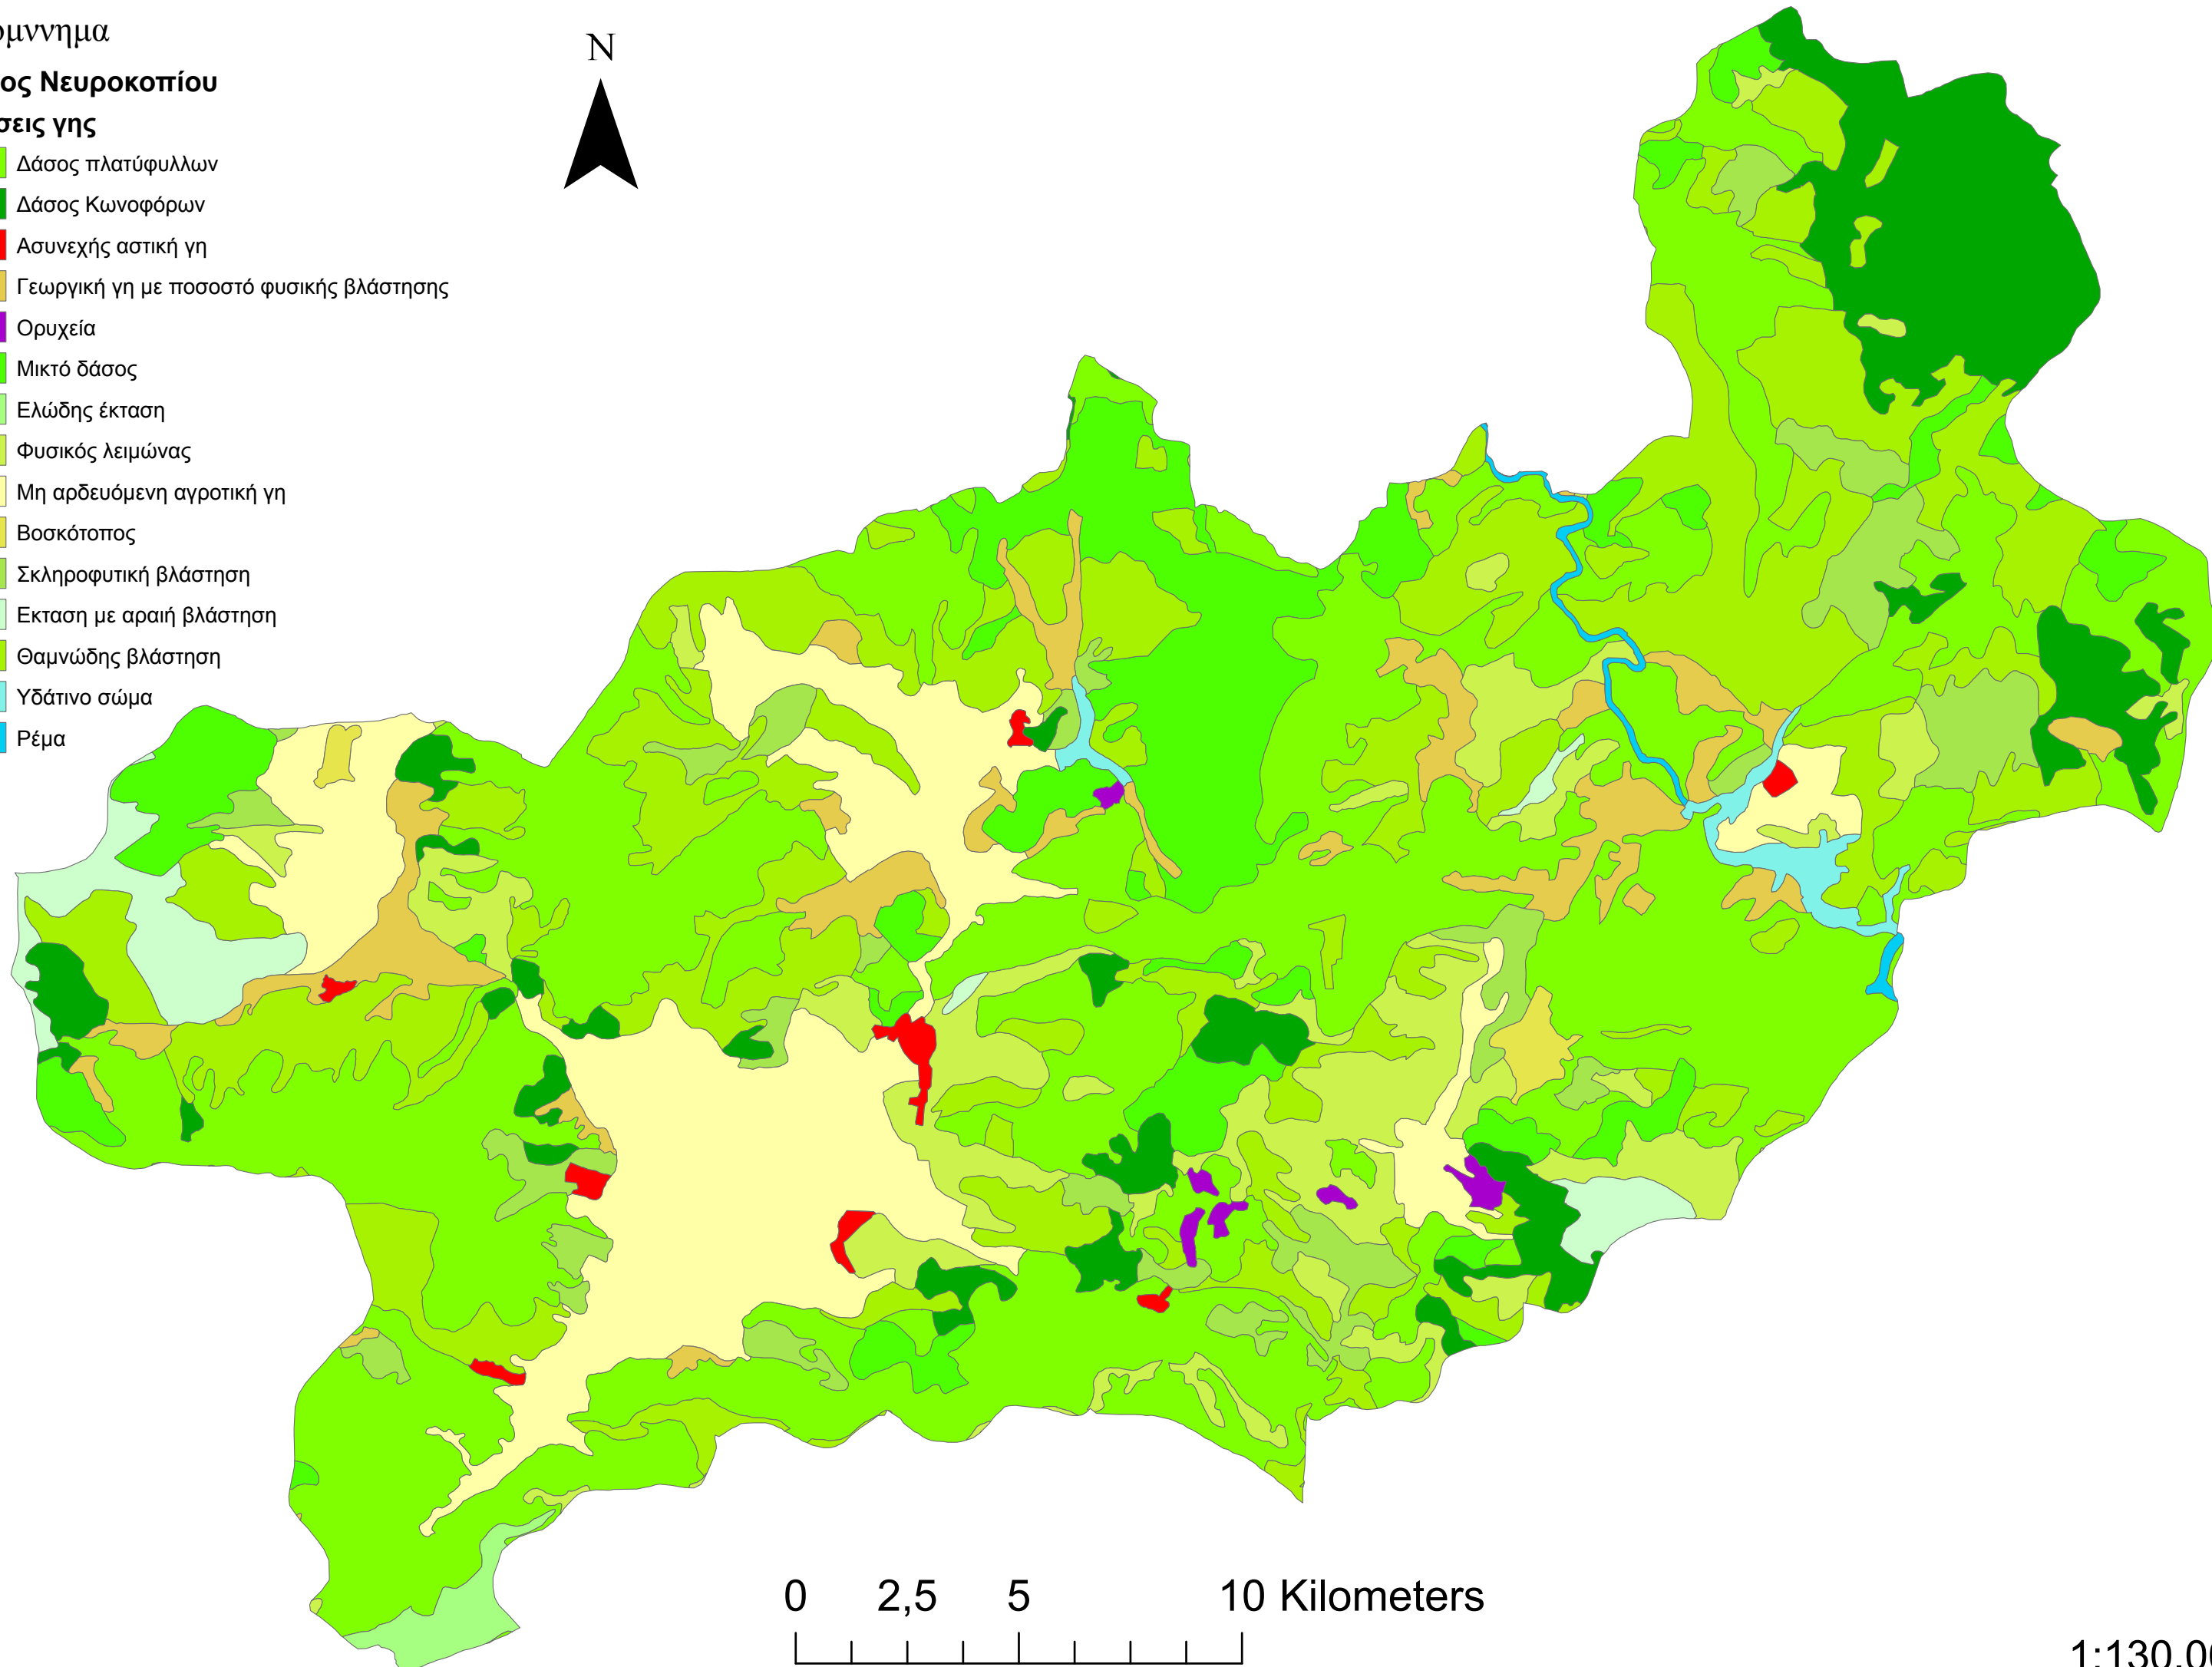 όμννημα
ος Νευροκοπίου
σεις γης
Δάσος πλατύφυλλων
Δάσος Κωνοφόρων
Ασυνεχής αστική γη
Γεωργική γη με ποσοστό φυσικής βλάστησης
Ορυχεία
Μικτό δάσος
Ελώδης έκταση
Φυσικός λειμώνας
Μη αρδευόμενη αγροτική γη
Βοσκότοπος
Σκληροφυτική βλάστηση
Εκταση με αραιή βλάστηση
Θαμνώδης βλάστηση
Υδάτινο σώμα
Ρέμα
N
0 2,5 5 10 Kilometers
1:130.00